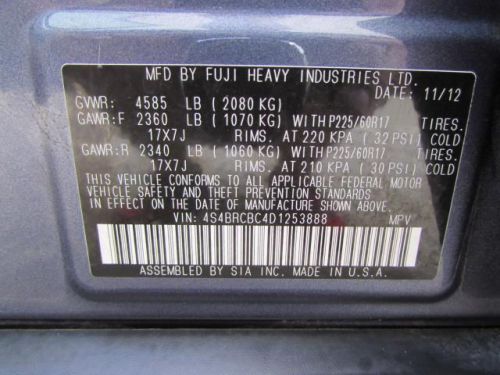 MFD BY FUJI HEAVY INDUSTRIES LTD.
GVWR: 4585 LB (2080 KG) DATE: 11/12
GAWR:F 2360 LB (1070 KG) WITH P225/60R17 TIRES.
17X7J RIMS. AT 220 KPA (32 PSI) COLD
GAWR:R 2340 LB (1060 KG) WITH P225/60R17 TIRES.
17X7J RIMS. AT 210 KPA (30 PSI) COLD
THIS VEHICLE CONFORMS TO ALL APPLICABLE FEDERAL MOTOR
VEHICLE SAFETY AND THEFT PREVENTION STANDARDS
IN EFFECT ON THE DATE OF MANUFACTURE SHOWN ABOVE.
VIN: 4S4BRCBC4D1253888 MPV
ASSEMBLED BY SIA INC. MADE IN U.S.A.